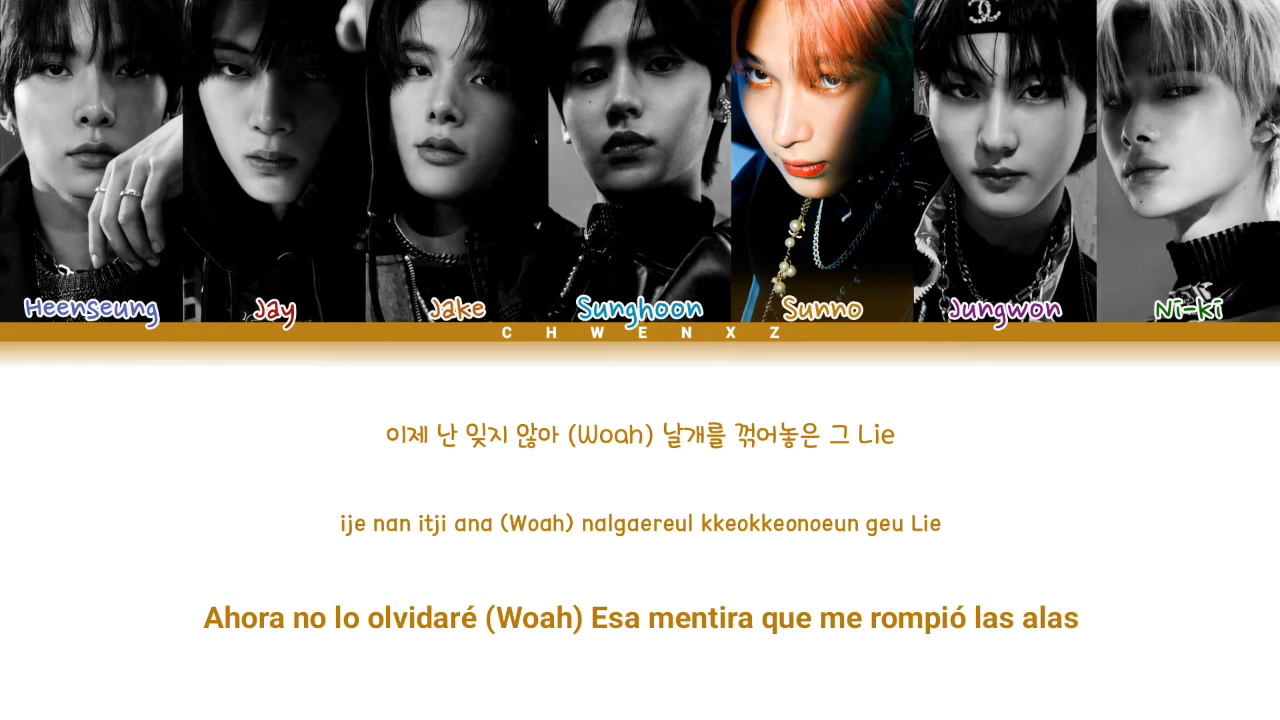 Heenseung Jay Jake Sunghoon Sunno Jungwon Ni-ki
C H W E N X Z
이제 난 잊지 않아 (Woah) 날개를 꺾어놓은 그 Lie
ije nan itji ana (Woah) nalgaereul kkeokkeonoeun geu Lie
Ahora no lo olvidaré (Woah) Esa mentira que me rompió las alas